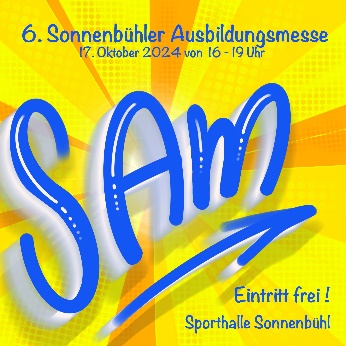 6. Sonnenbühler Ausbildungsmesse
17. Oktober 2024 von 16 - 19 Uhr
SAM
Eintritt frei !
Sporthalle Sonnenbühl